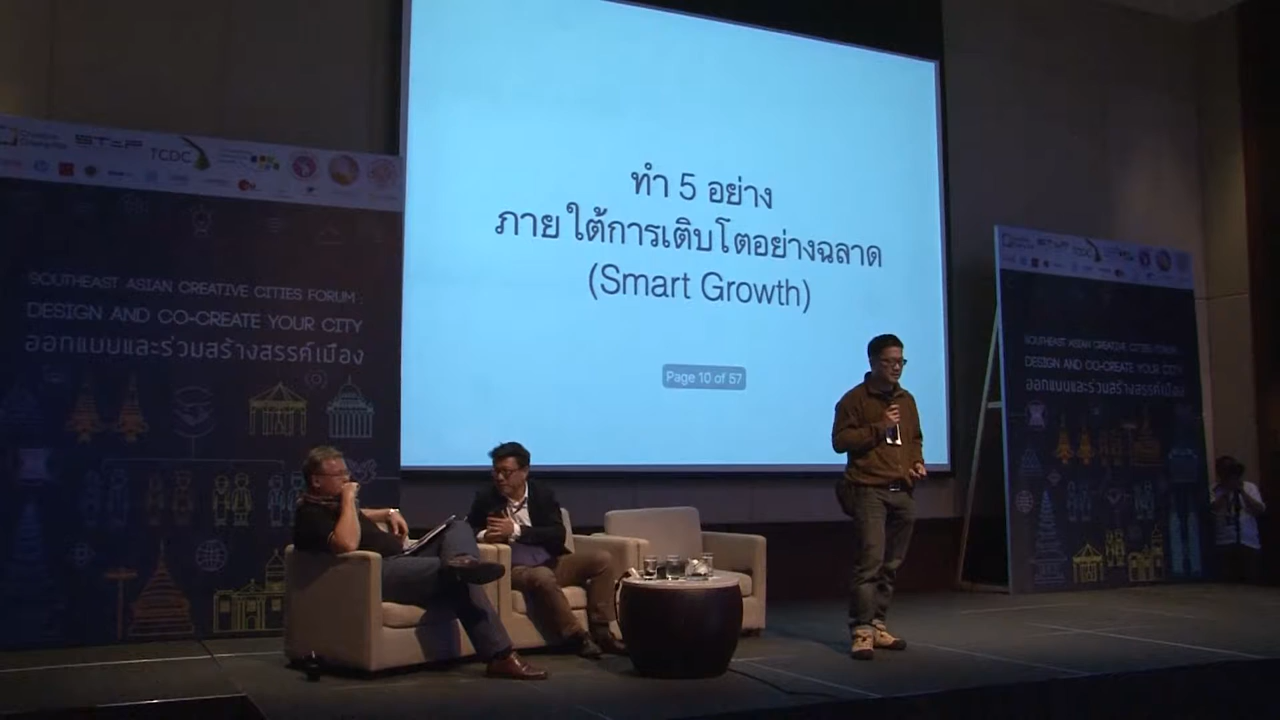 ทำ 5 อย่าง
ภายใต้การเติบโตอย่างฉลาด
(Smart Growth)
Page 10 of 57
TCDC
SOUTHEAST ASIAN CREATIVE CITIES FORUM :
DESIGN AND CO-CREATE YOUR CITY
ออกแบบและร่วมสร้างสรรค์เมือง
SOUTHEAST ASIAN CREATIVE CITIES FORUM
DESIGN AND CO-CREATE YOUR CITY
ออกแบบและร่วมสร้างสรรค์เมือง